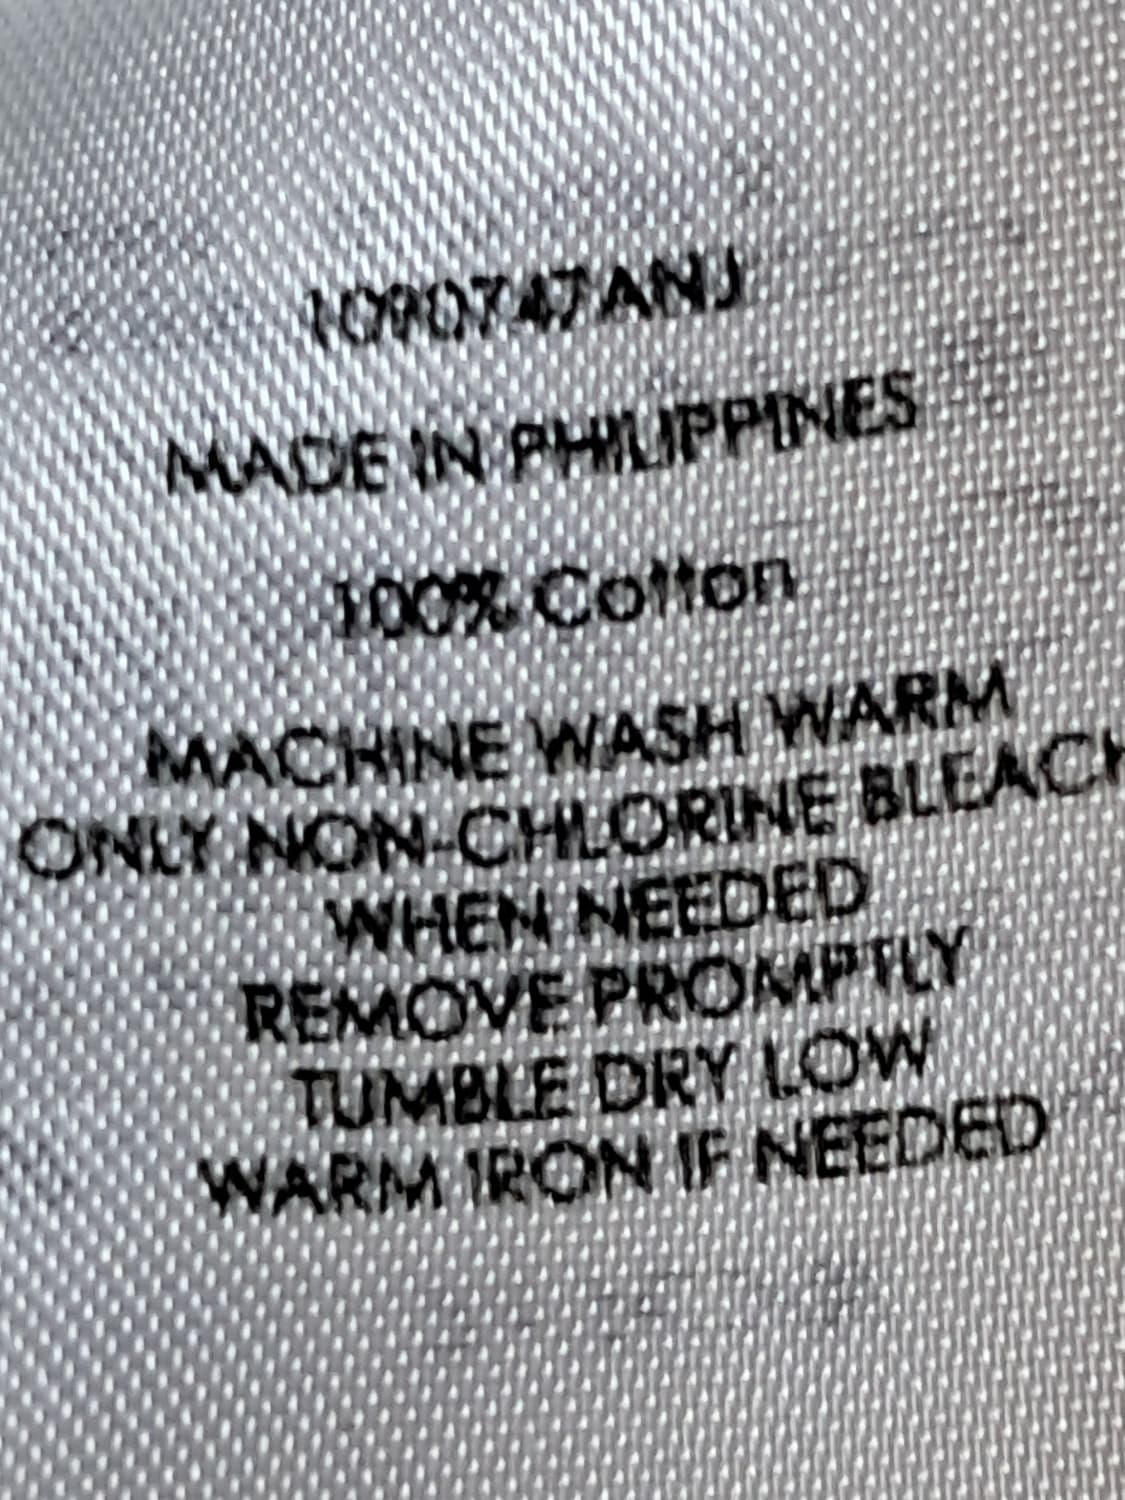 1090747ANJ
MADE IN PHILIPPINES
100% Cotton
MACHINE WASH WARM
ONLY NON-CHLORINE BLEACH
WHEN NEEDED
REMOVE PROMPTLY
TUMBLE DRY LOW
WARM IRON IF NEEDED